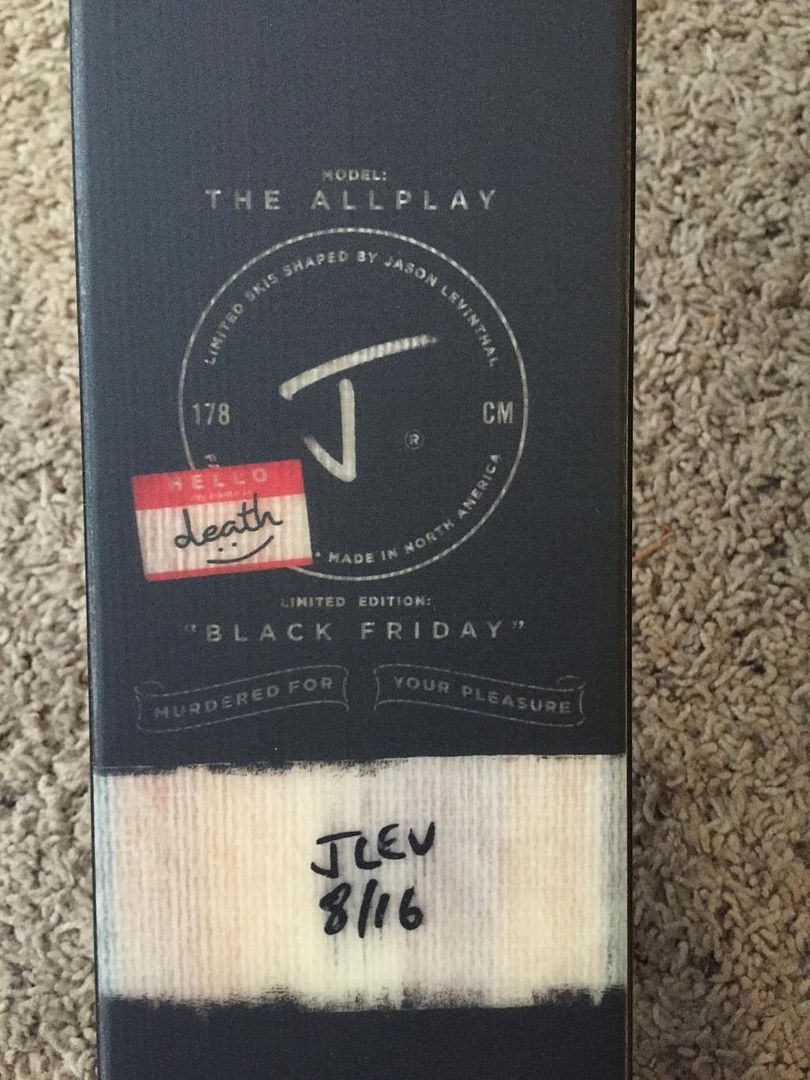 MODEL:
THE ALLPLAY
LIMITED SKIS SHAPED BY JASON LEVINTHAL
178
CM
J
®
HELLO
death
* MADE IN NORTH AMERICA
LIMITED EDITION:
"BLACK FRIDAY"
MURDERED FOR
YOUR PLEASURE
JLEV
8/16